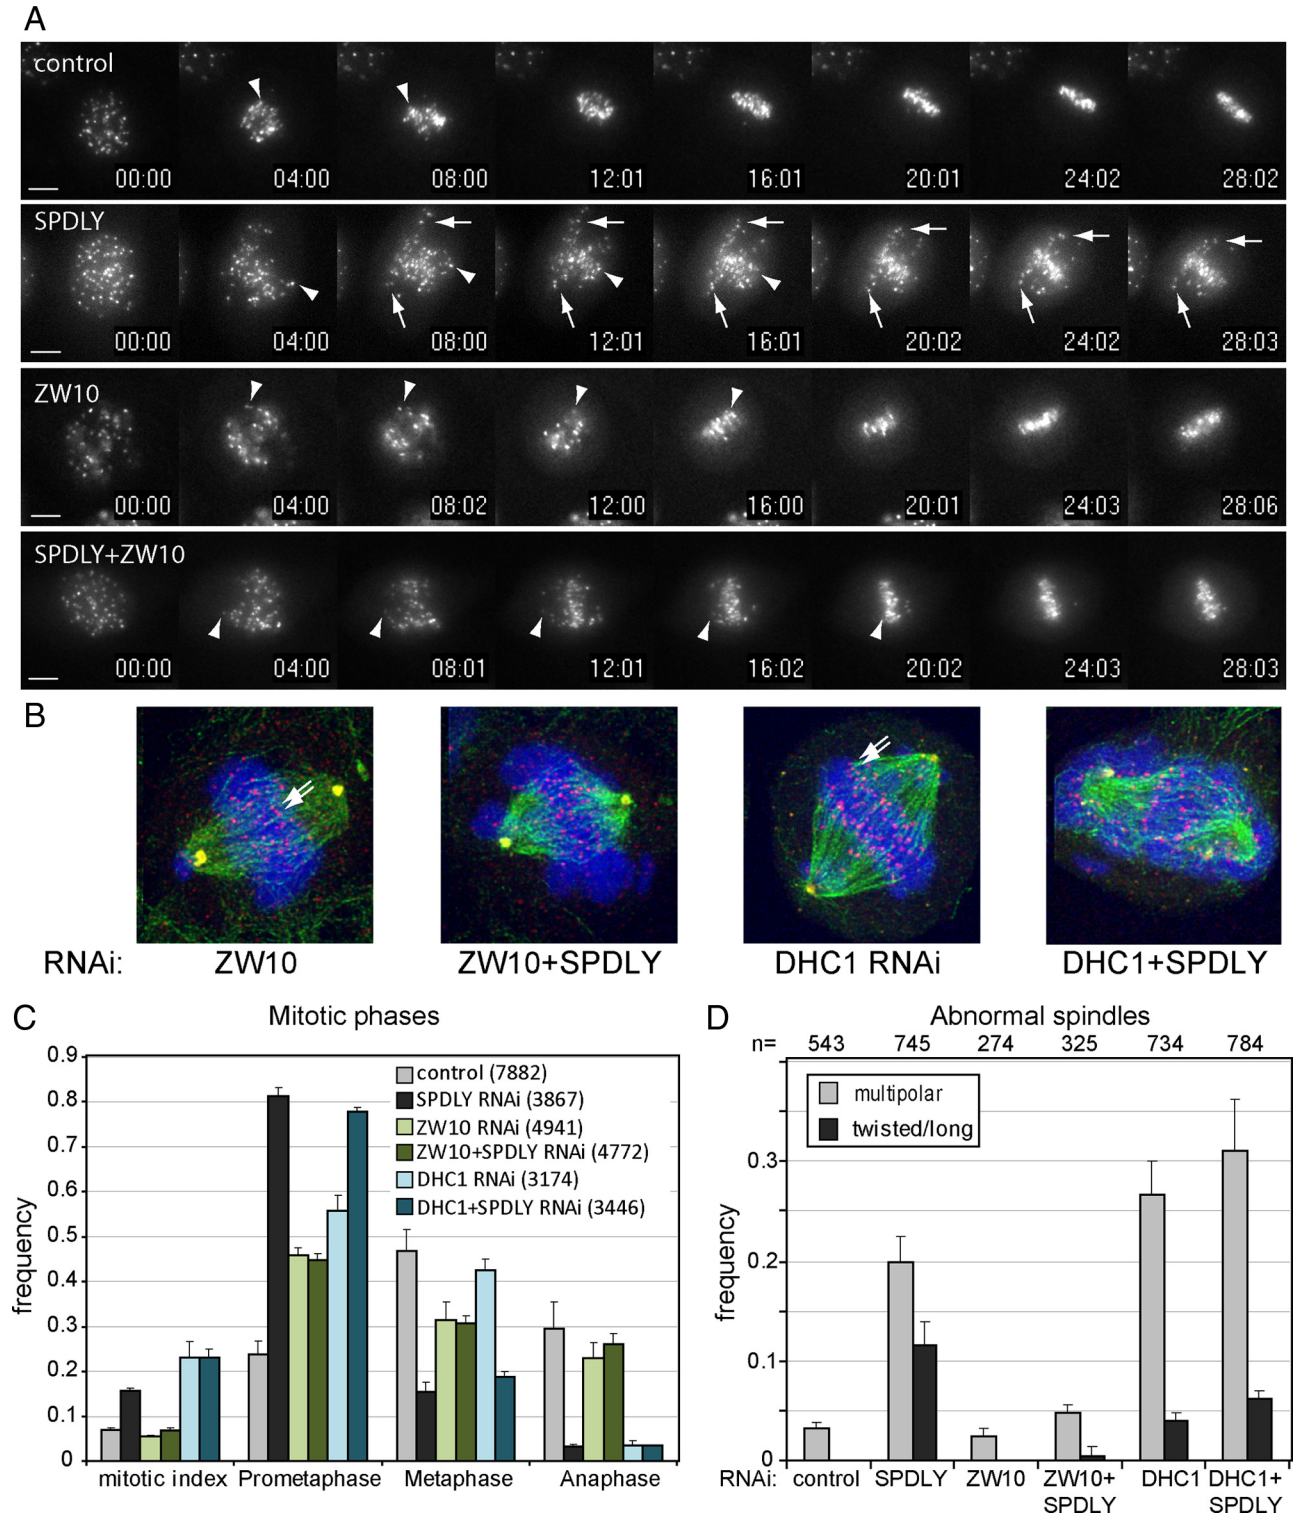 A
control
00:00 04:00 08:00 12:01 16:01 20:01 24:02 28:02
SPDLY
00:00 04:00 08:00 12:01 16:01 20:02 24:02 28:03
ZW10
00:00 04:00 08:02 12:00 16:00 20:01 24:03 28:06
SPDLY+ZW10
00:00 04:00 08:01 12:01 16:02 20:02 24:03 28:03
B
RNAi: ZW10 ZW10+SPDLY DHC1 RNAi DHC1+SPDLY
C
Mitotic phases
frequency
0.9
0.8
0.7
0.6
0.5
0.4
0.3
0.2
0.1
0
control (7882)
SPDLY RNAi (3867)
ZW10 RNAi (4941)
ZW10+SPDLY RNAi (4772)
DHC1 RNAi (3174)
DHC1+SPDLY RNAi (3446)
mitotic index Prometaphase Metaphase Anaphase
D
Abnormal spindles
n= 543 745 274 325 734 784
multipolar
twisted/long
frequency
0.3
0.2
0.1
0
RNAi: control SPDLY ZW10 ZW10+ DHC1 DHC1+
SPDLY SPDLY